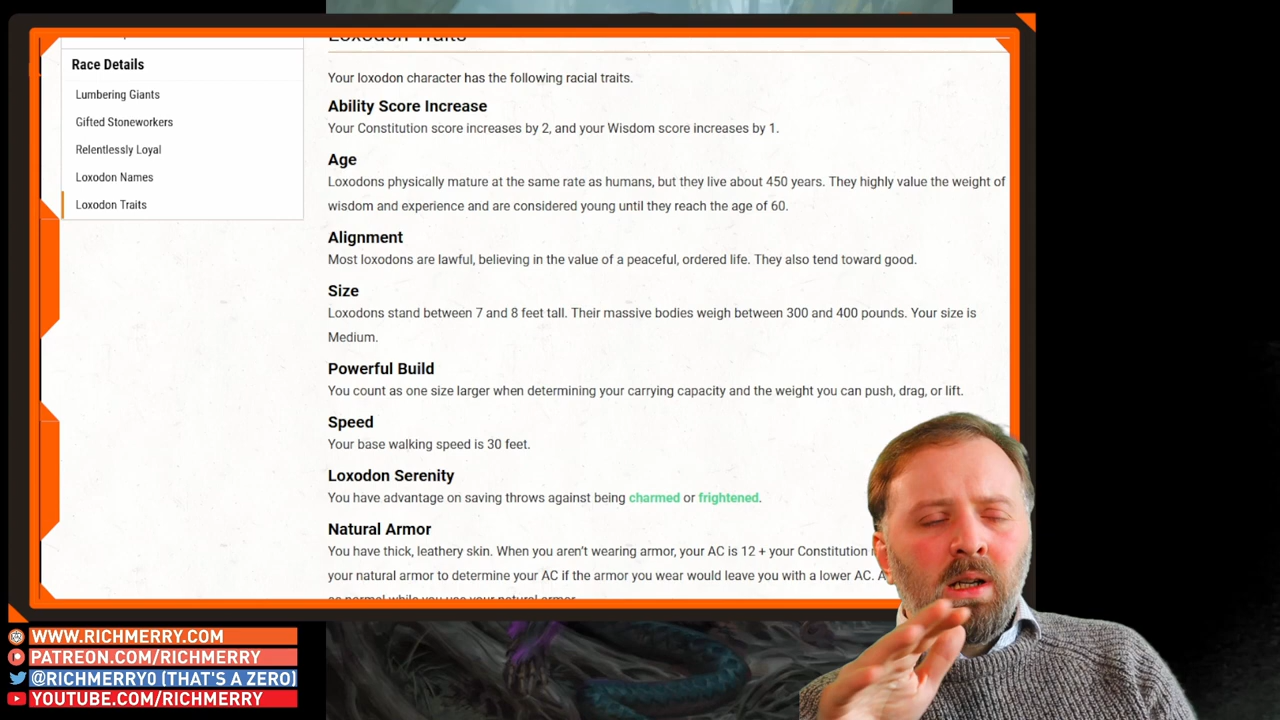 Loxodon Traits
Race Details
Lumbering Giants
Gifted Stoneworkers
Relentlessly Loyal
Loxodon Names
Loxodon Traits
Your loxodon character has the following racial traits.
Ability Score Increase
Your Constitution score increases by 2, and your Wisdom score increases by 1.
Age
Loxodons physically mature at the same rate as humans, but they live about 450 years. They highly value the weight of
wisdom and experience and are considered young until they reach the age of 60.
Alignment
Most loxodons are lawful, believing in the value of a peaceful, ordered life. They also tend toward good.
Size
Loxodons stand between 7 and 8 feet tall. Their massive bodies weigh between 300 and 400 pounds. Your size is
Medium.
Powerful Build
You count as one size larger when determining your carrying capacity and the weight you can push, drag, or lift.
Speed
Your base walking speed is 30 feet.
Loxodon Serenity
You have advantage on saving throws against being charmed or frightened.
Natural Armor
You have thick, leathery skin. When you aren't wearing armor, your AC is 12 + your Constitution
your natural armor to determine your AC if the armor you wear would leave you with a lower AC.
as normal while you use your natural armor.
WWW.RICHMERRY.COM
PATREON.COM/RICHMERRY
@RICHMERRY0 (THAT'S A ZERO)
YOUTUBE.COM/RICHMERRY